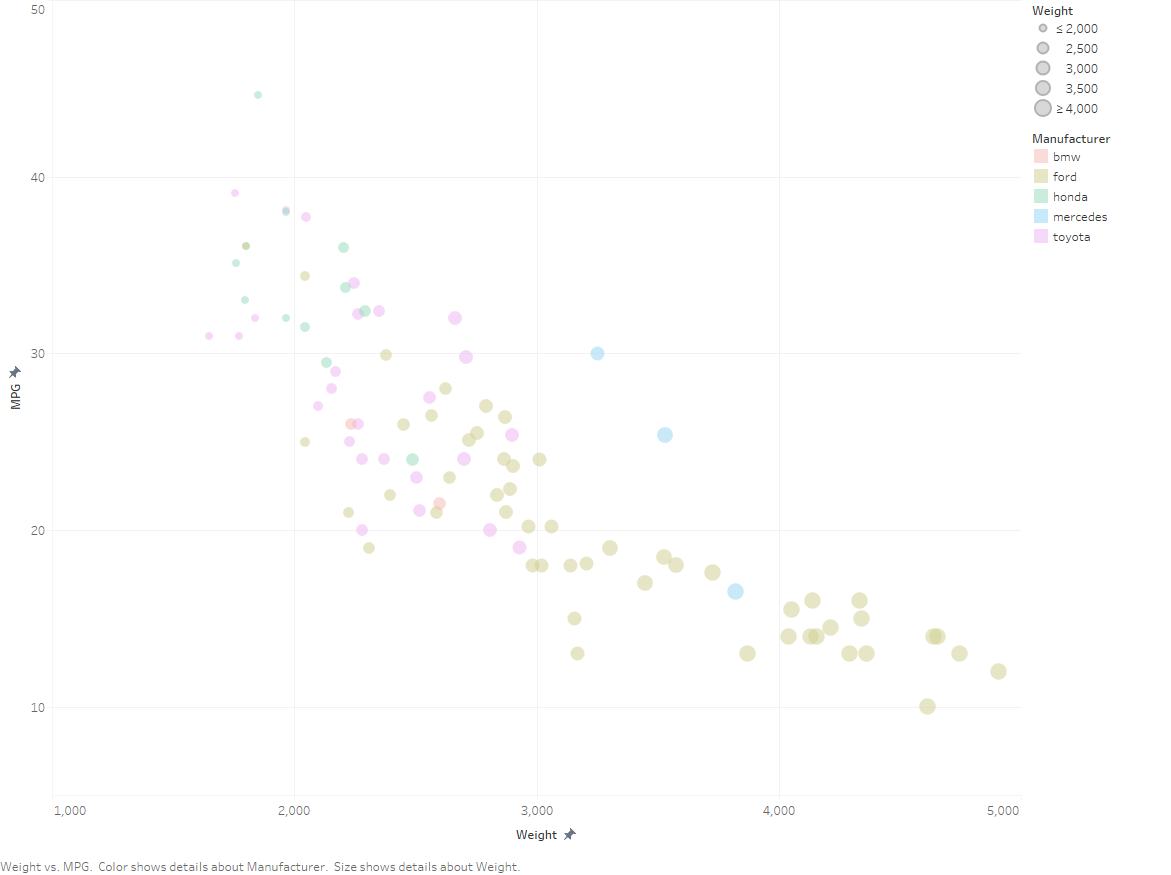 50
40
30
20
10
MPG
1,000 2,000 3,000 4,000 5,000
Weight
Weight
≤ 2,000
2,500
3,000
3,500
≥ 4,000
Manufacturer
bmw
ford
honda
mercedes
toyota
Weight vs. MPG. Color shows details about Manufacturer. Size shows details about Weight.